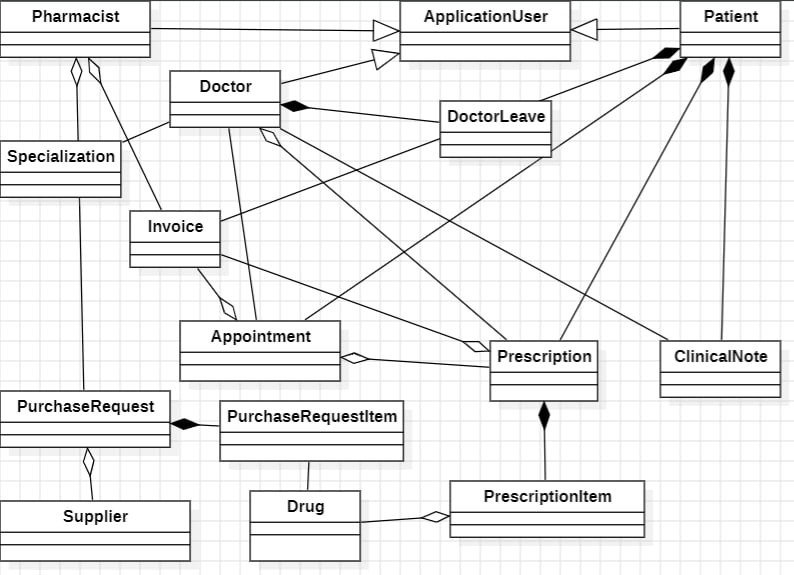 Pharmacist
ApplicationUser
Patient
Doctor
DoctorLeave
Specialization
Invoice
Appointment
Prescription
ClinicalNote
PurchaseRequest
PurchaseRequestItem
PrescriptionItem
Drug
Supplier